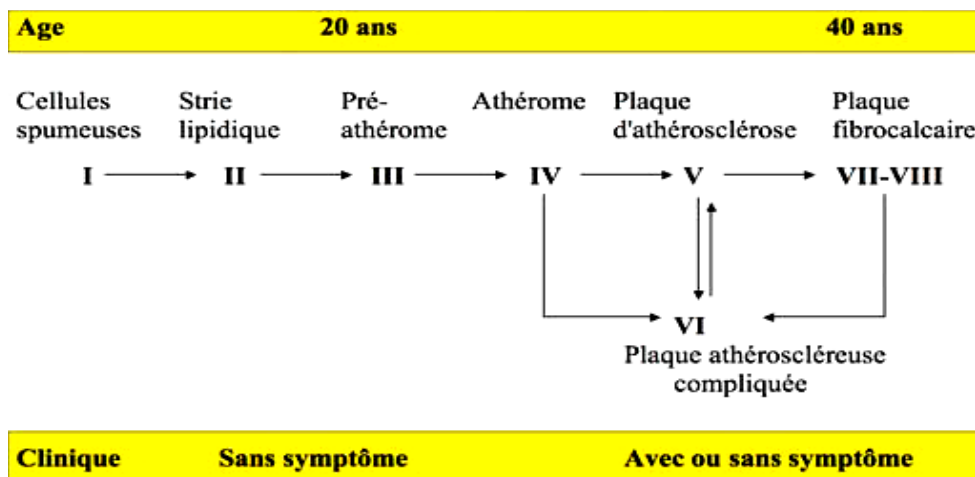 Age 20 ans 40 ans
Cellules Strie Pré- Athérome Plaque Plaque
spumeuses lipidique athérome d'athérosclérose fibrocalcaire
I II III IV V VII-VIII
VI
Plaque athéroscléreuse
compliquée
Clinique Sans symptôme Avec ou sans symptôme